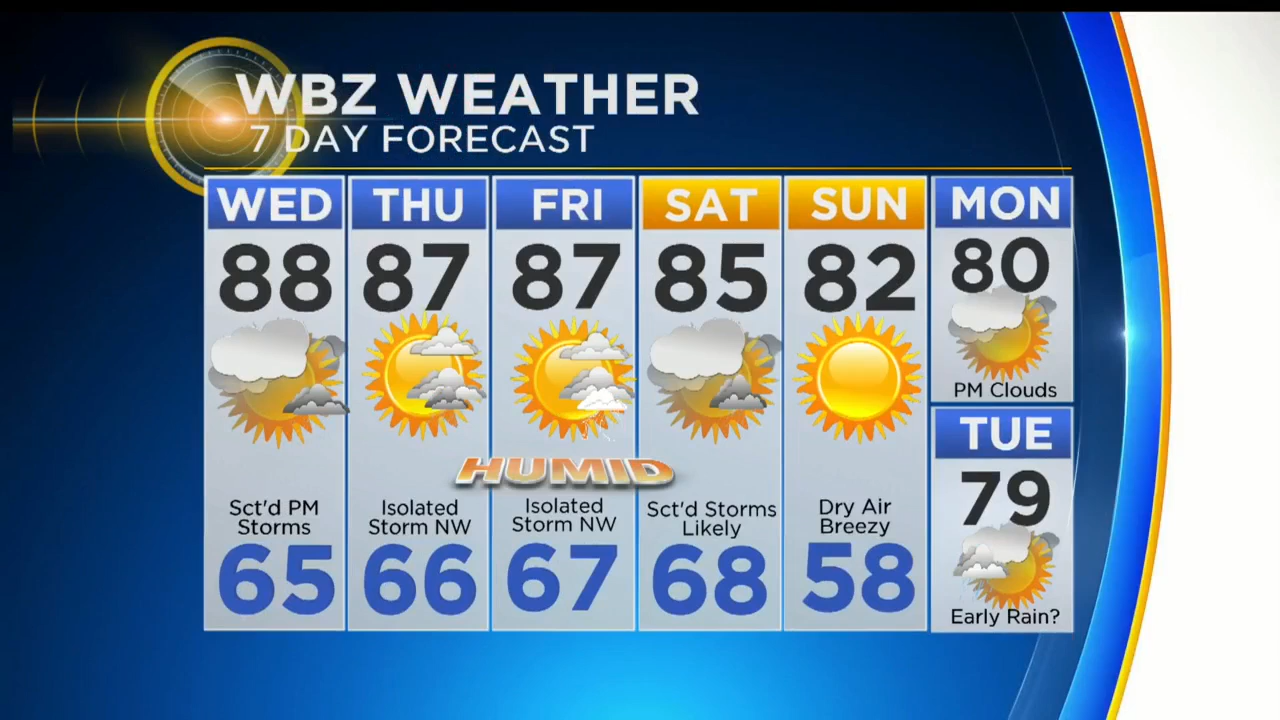 WBZ WEATHER
7 DAY FORECAST
WED
88
Sct'd PM
Storms
65
THU
87
Isolated
Storm NW
66
FRI
87
HUMID
Isolated
Storm NW
67
SAT
85
Sct'd Storms
Likely
68
SUN
82
Dry Air
Breezy
58
MON
80
PM Clouds
TUE
79
Early Rain?